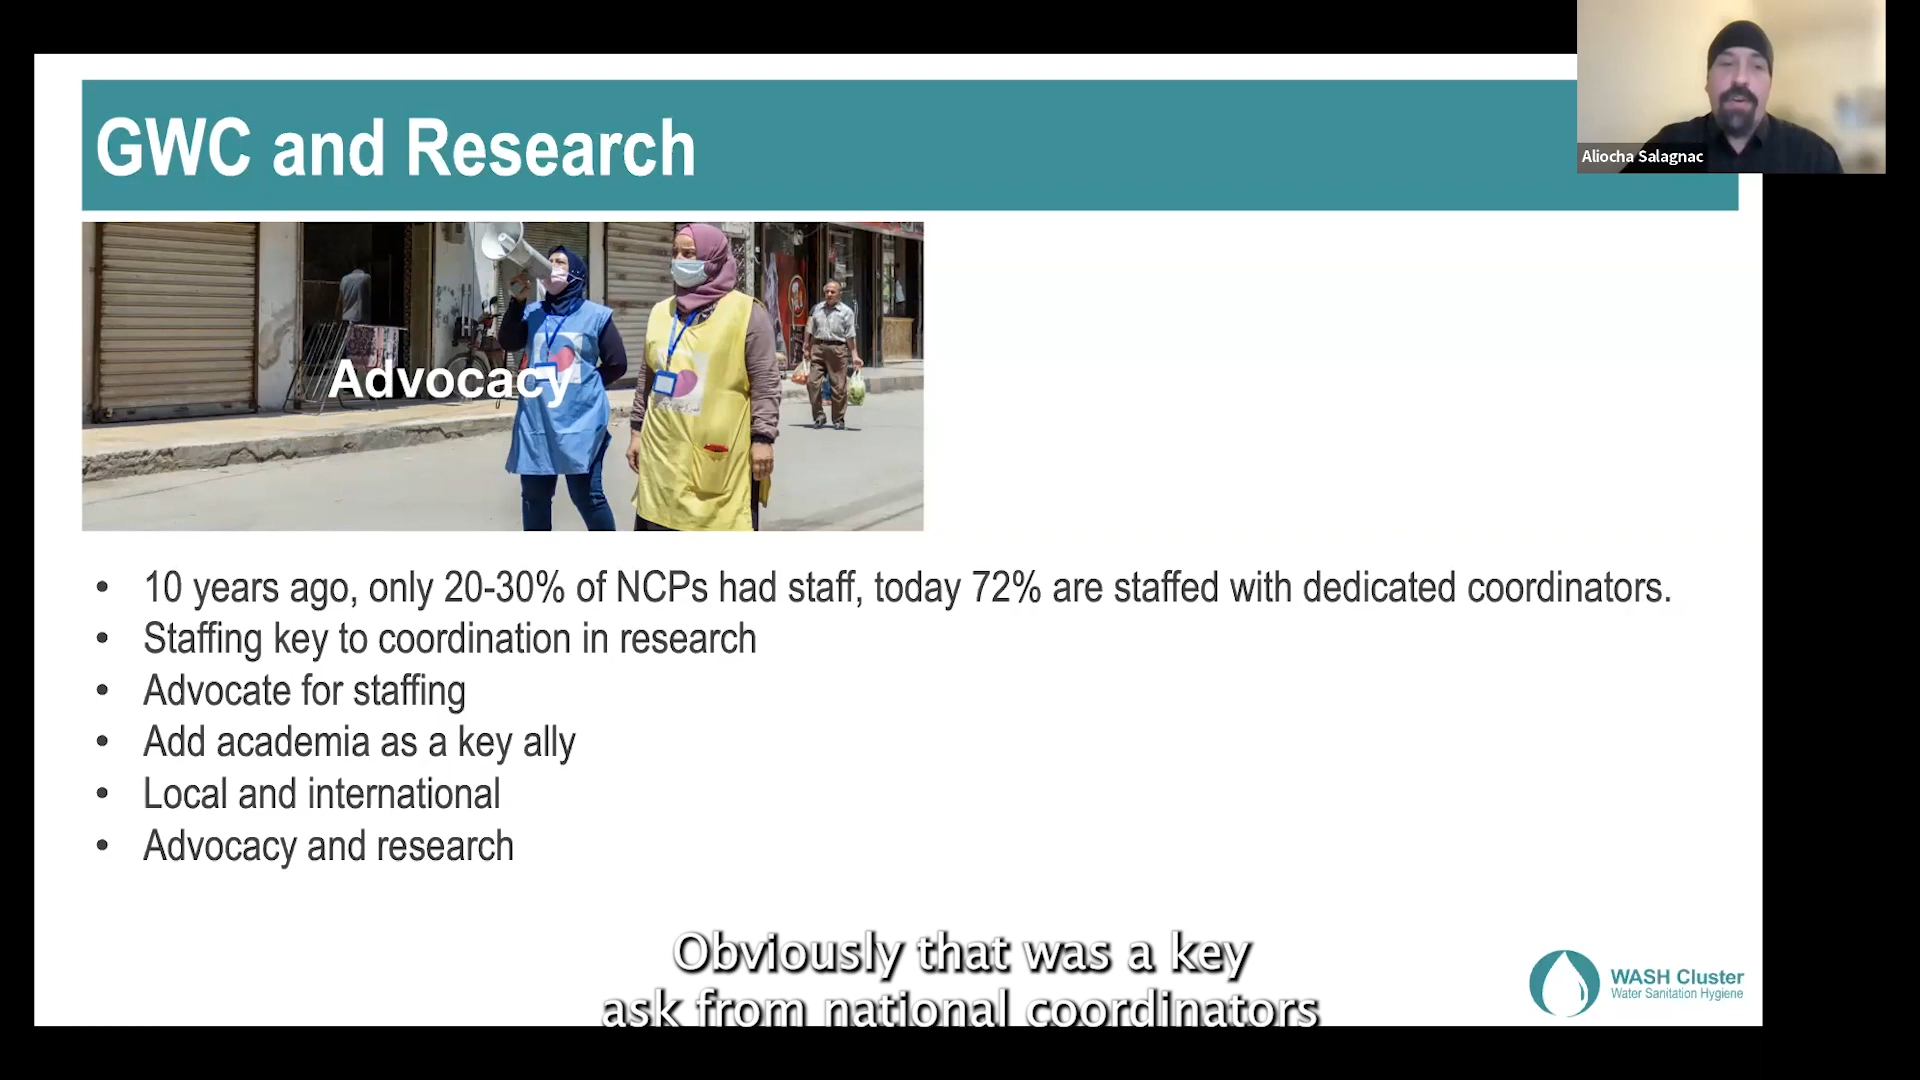 GWC and Research
Aliocha Salagnac
Advocacy
• 10 years ago, only 20-30% of NCPs had staff, today 72% are staffed with dedicated coordinators.
• Staffing key to coordination in research
• Advocate for staffing
• Add academia as a key ally
• Local and international
• Advocacy and research
Obviously that was a key
ask from national coordinators
WASH Cluster
Water Sanitation Hygiene